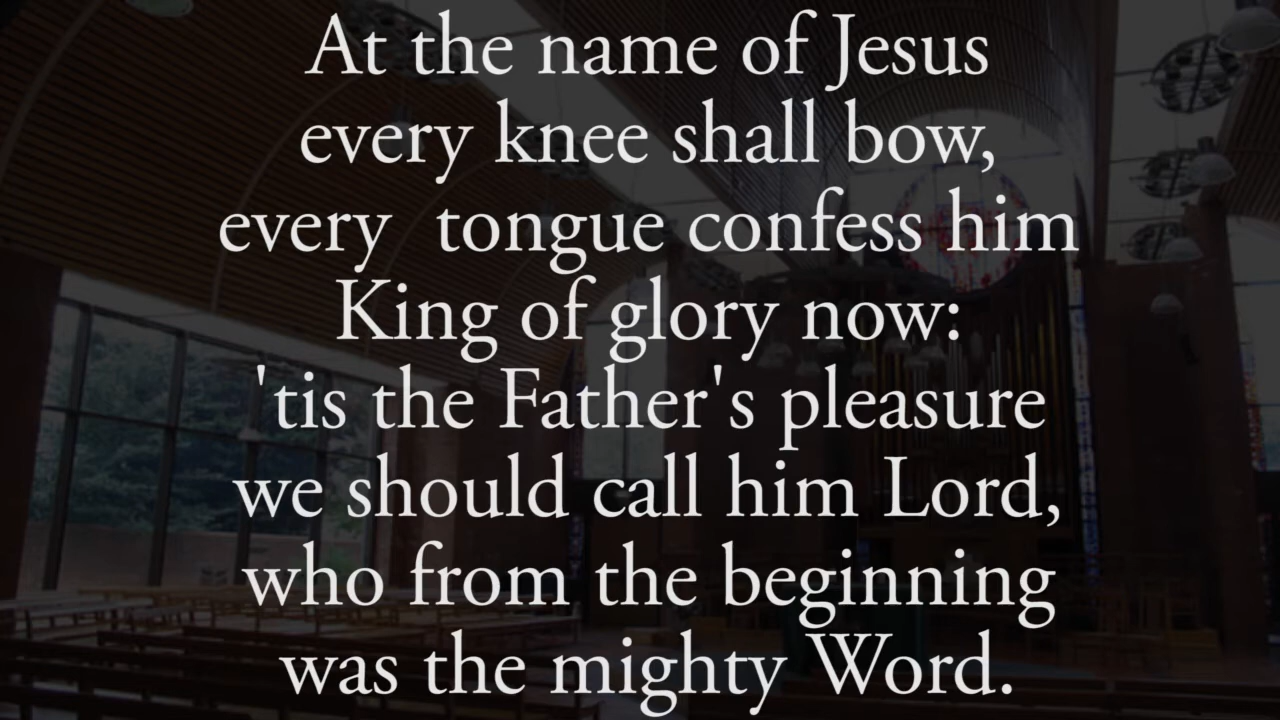 At the name of Jesus
every knee shall bow,
every  tongue confess him
King of glory now:
'tis the Father's pleasure
we should call him Lord,
who from the beginning
was the mighty Word.